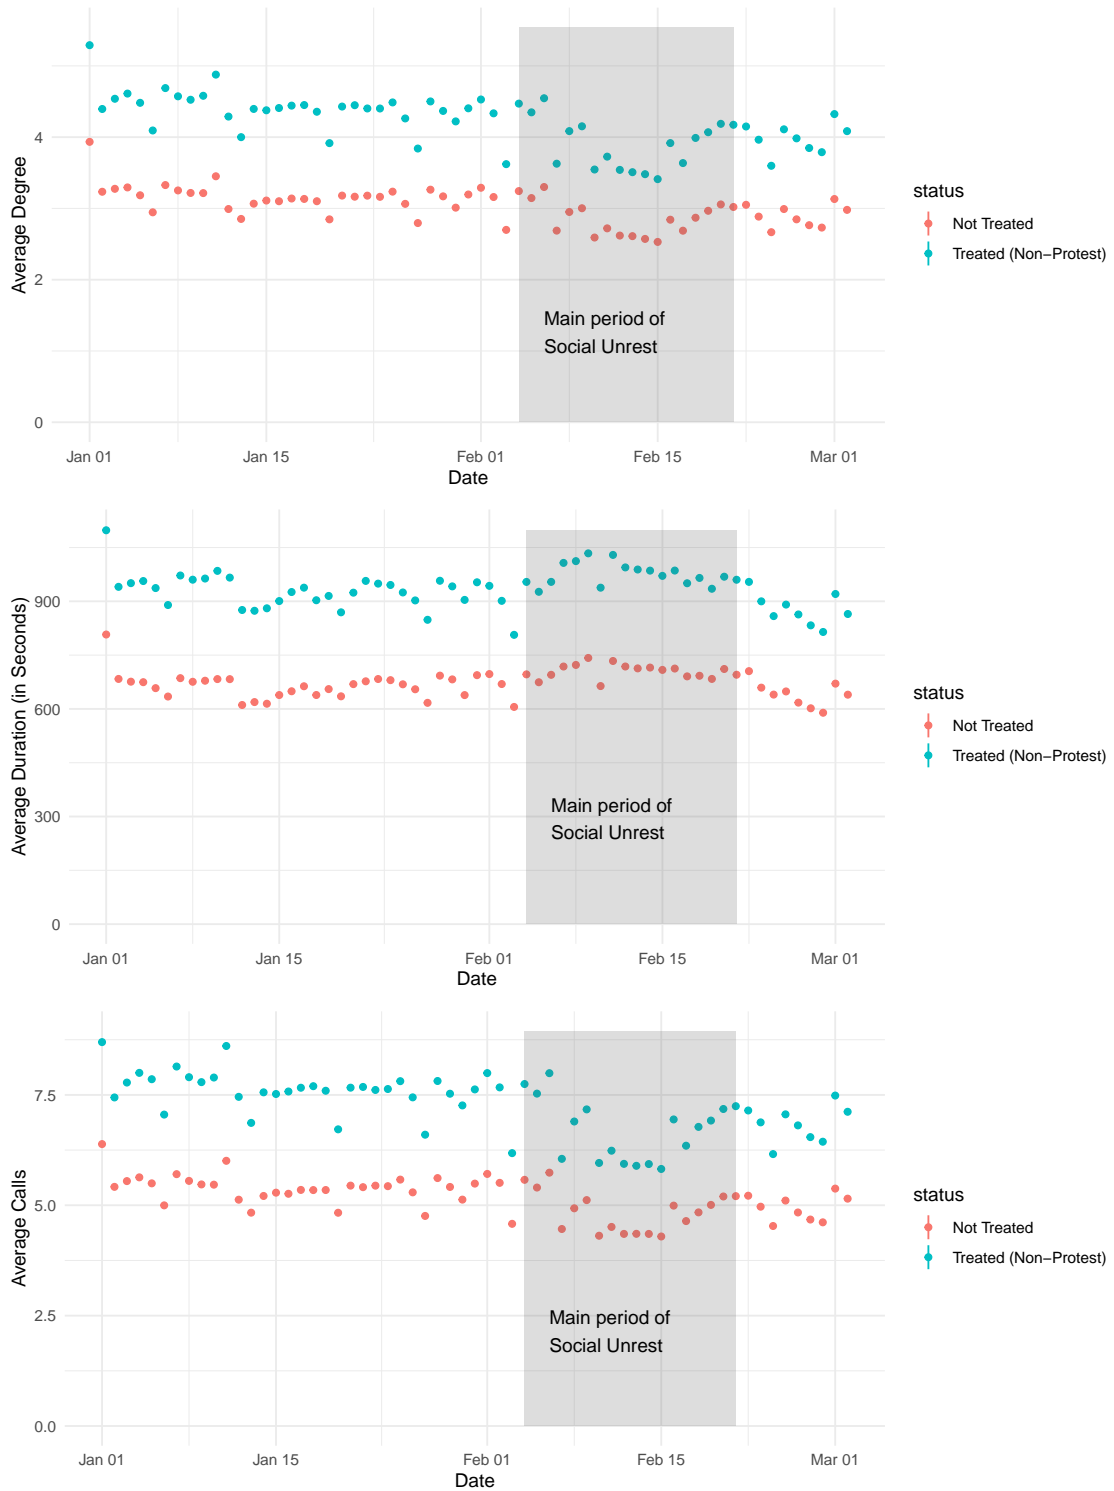 Average Degree
4
2
0
Main period of
Social Unrest
Jan 01
Jan 15
Feb 01
Feb 15
Mar 01
Date
status
Not Treated
Treated (Non−Protest)
Average Duration (in Seconds)
900
600
300
0
Main period of
Social Unrest
Jan 01
Jan 15
Feb 01
Feb 15
Mar 01
Date
status
Not Treated
Treated (Non−Protest)
Average Calls
7.5
5.0
2.5
0.0
Main period of
Social Unrest
Jan 01
Jan 15
Feb 01
Feb 15
Mar 01
Date
status
Not Treated
Treated (Non−Protest)